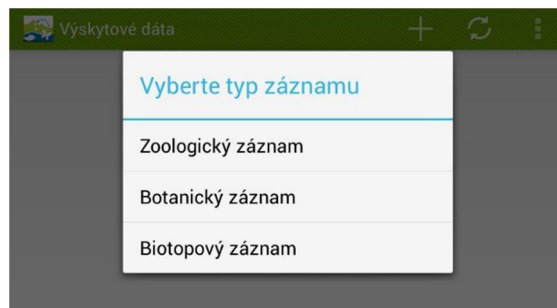 Výskytové dáta
Vyberte typ záznamu
Zoologický záznam
Botanický záznam
Biotopový záznam